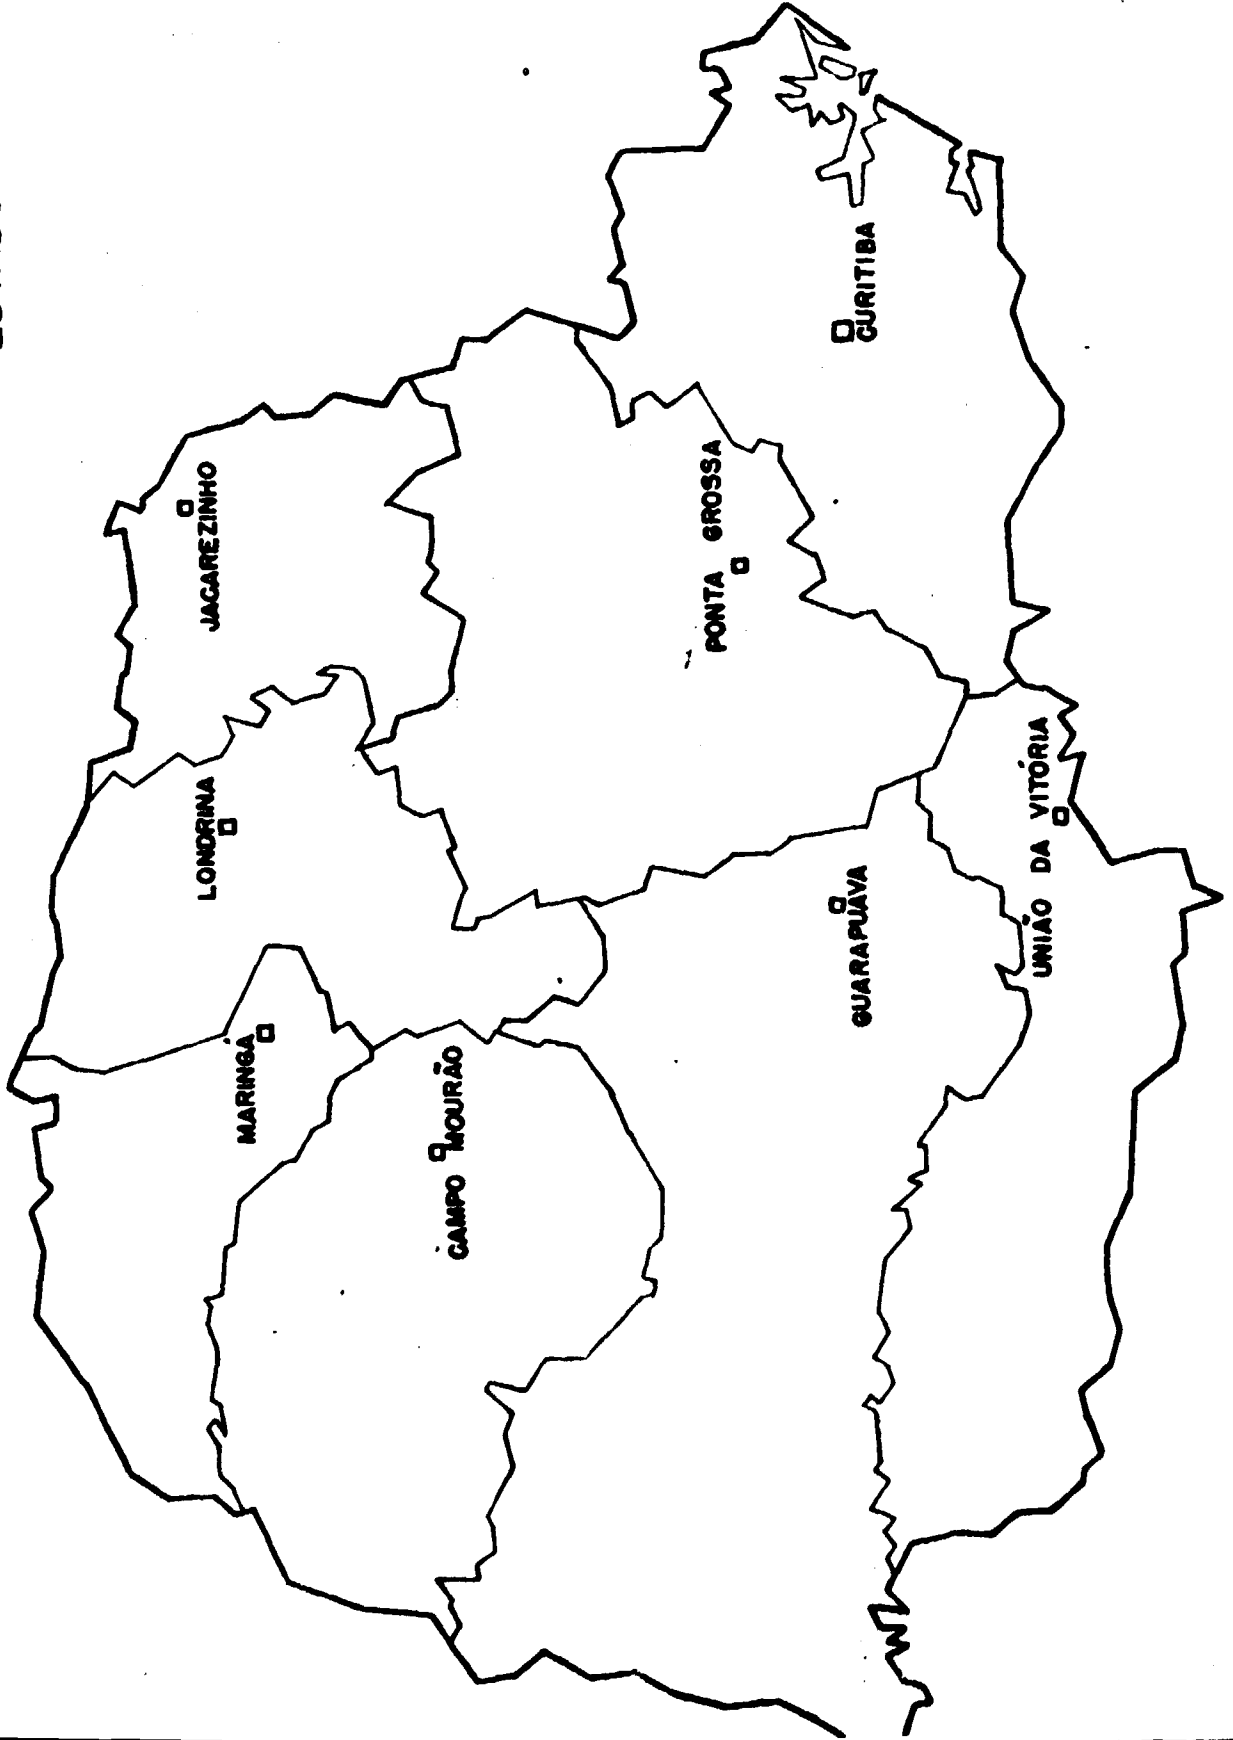 JACAREZINHO
LONDRINA
MARINGÁ
CAMPO MOURÃO
PONTA GROSSA
CURITIBA
GUARAPUAVA
UNIÃO DA VITÓRIA